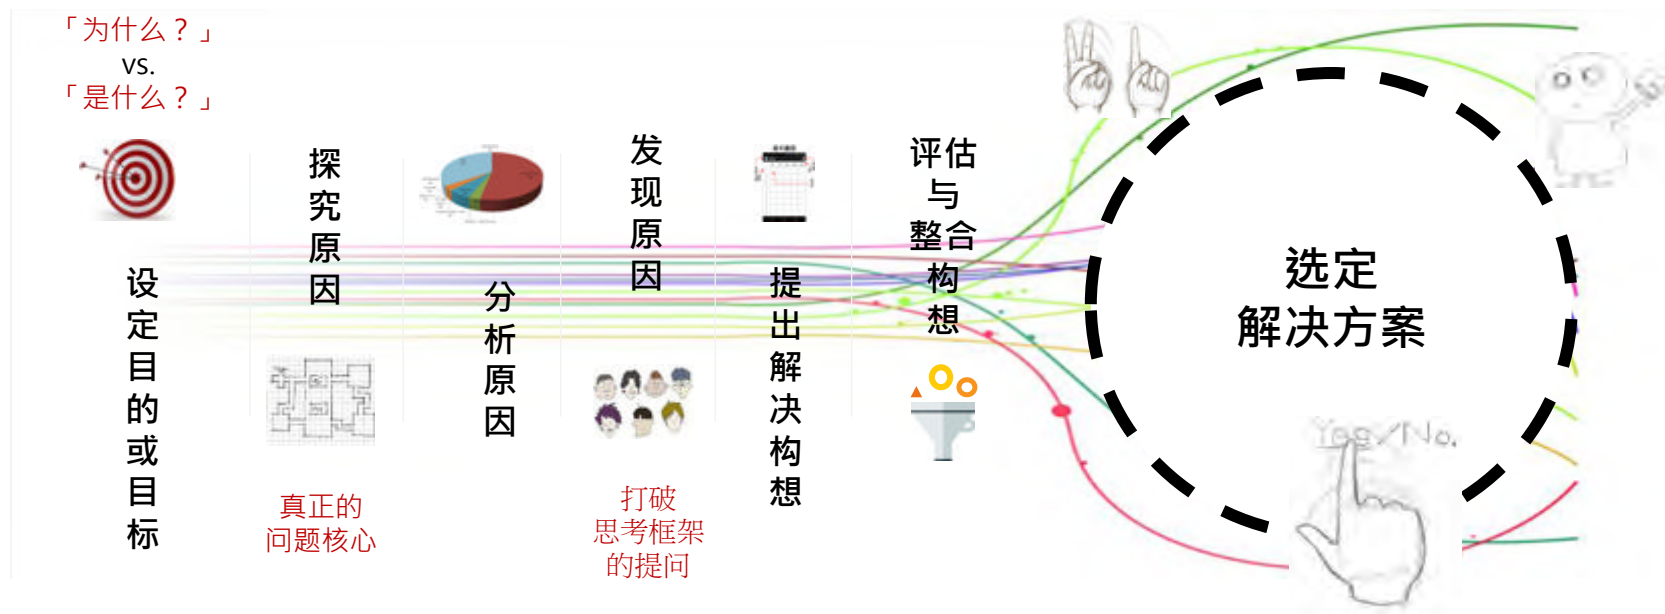 「为什么？」
vs.
「是什么？」
设定目的或目标
探究原因
真正的
问题核心
分析原因
发现原因
打破
思考框架
的提问
提出解决构想
评估
与
整合
构
想
选定
解决方案
Yes/No.